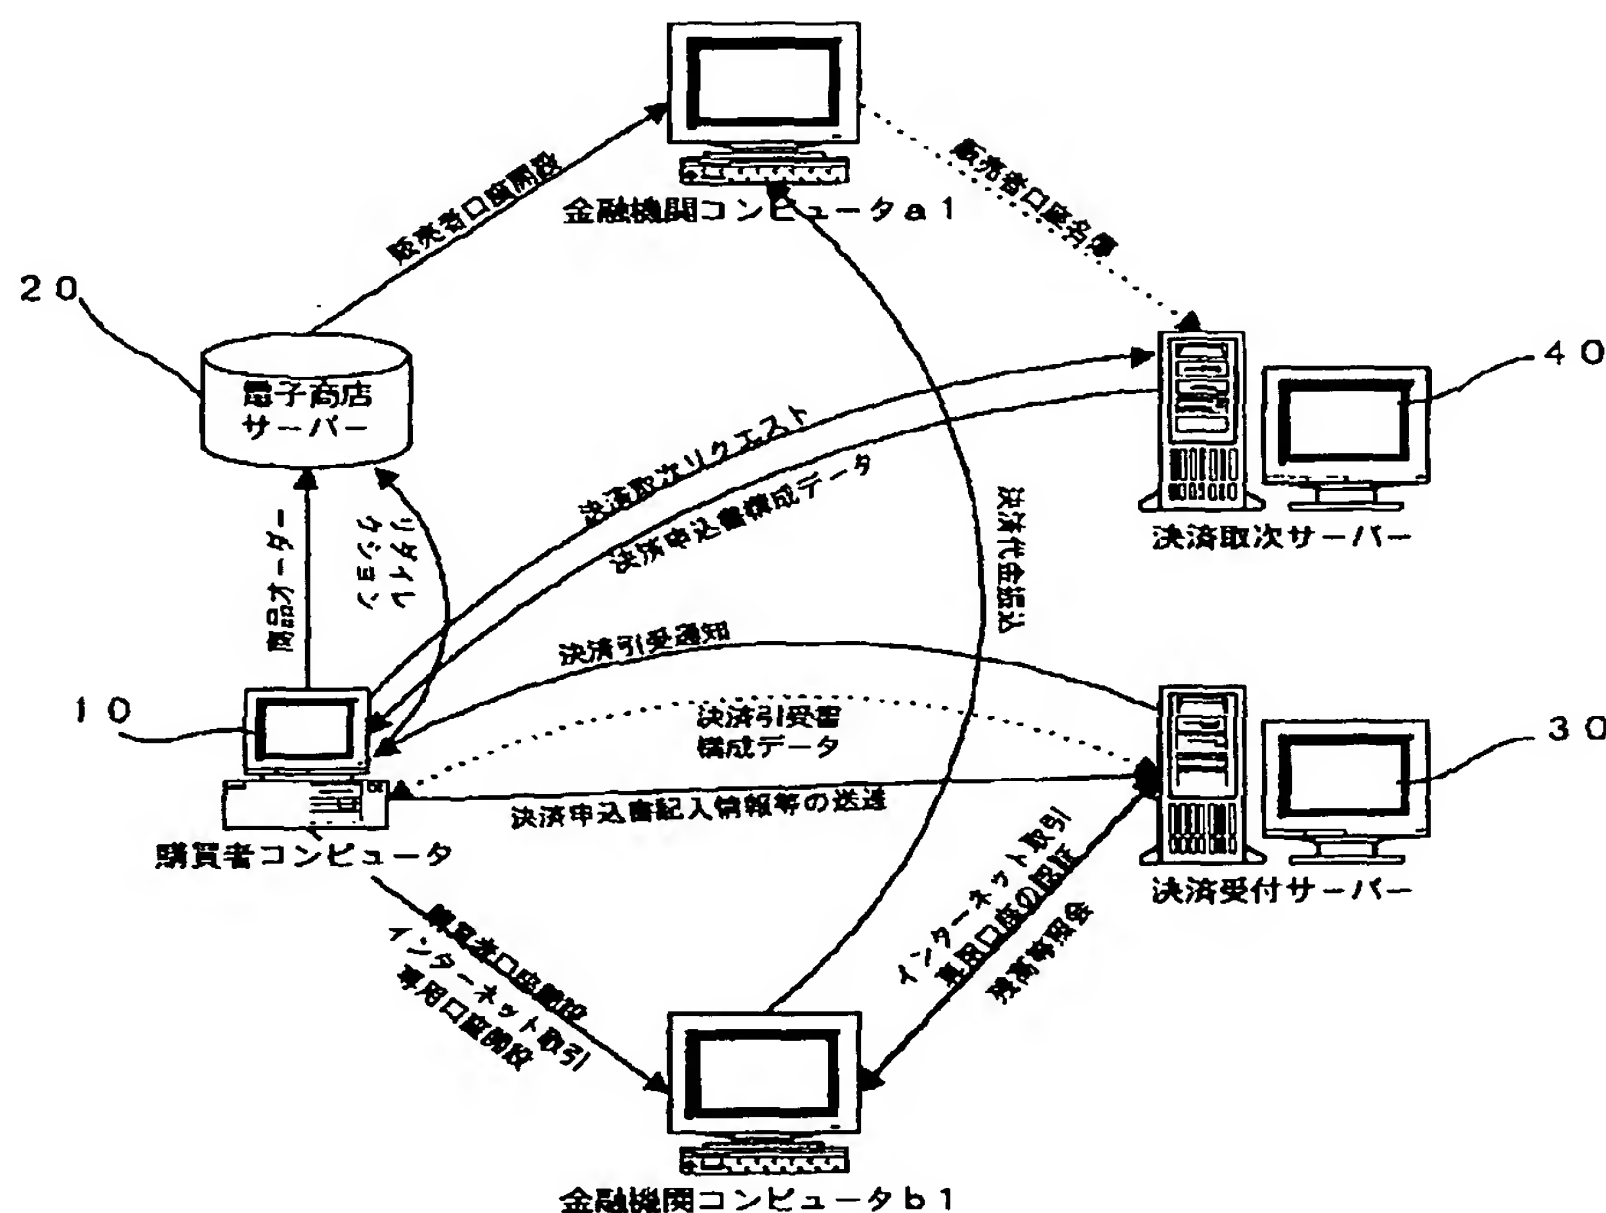 金融機関コンピュータa1
販売者口座開設
販売者口座名簿
20
電子商店
サーバー
40
決済取次リクエスト
決済申込書構成データ
決済取次サーバー
商品オーダー
リダイレ
クション
決済代金振込
決済引受通知
10
決済引受書
構成データ
30
決済申込書記入情報等の送達
購買者コンピュータ
決済受付サーバー
購買者口座開設
インターネット取引
専用口座開設
インターネット取引
専用口座の認証
残高等照会
金融機関コンピュータb1